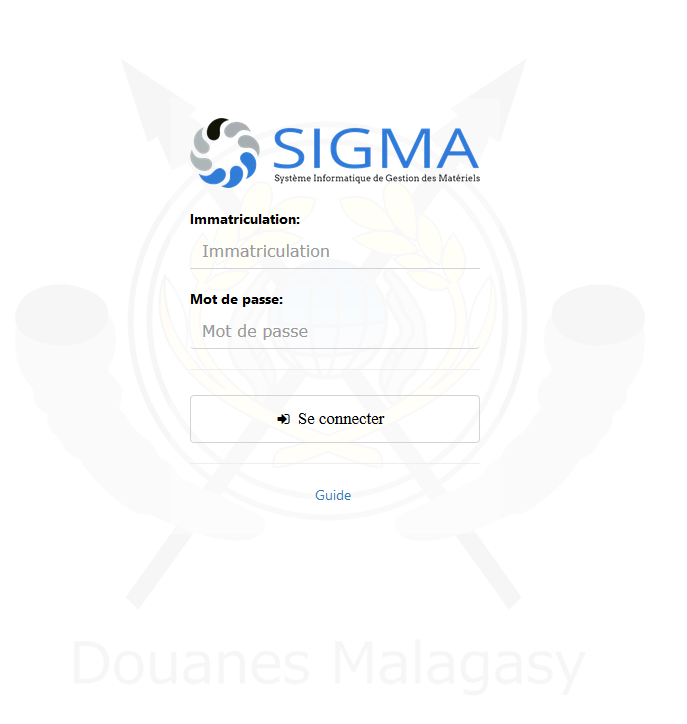 SIGMA
Système Informatique de Gestion des Matériels
Immatriculation:
Immatriculation
Mot de passe:
Mot de passe
Se connecter
Guide
Douanes Malagasy